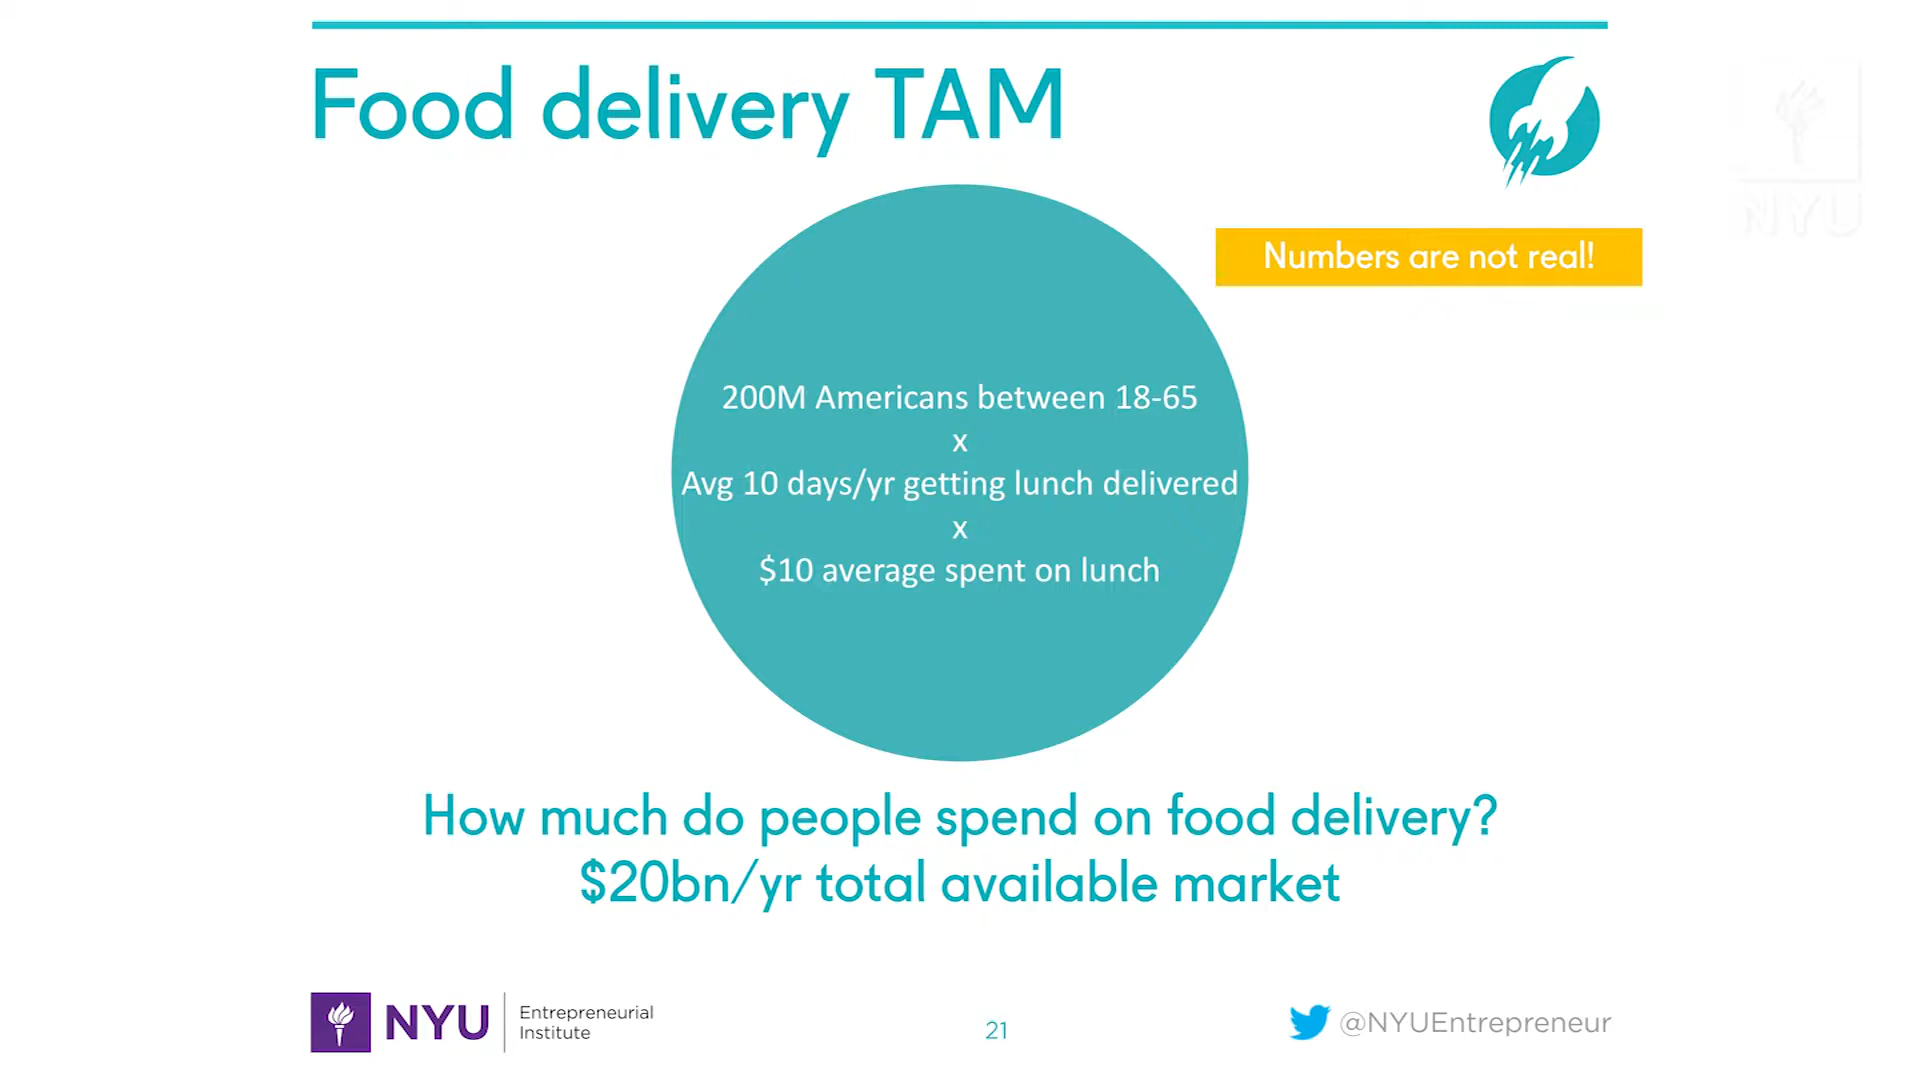 Food delivery TAM
NYU
Numbers are not real!
200M Americans between 18-65
x
Avg 10 days/yr getting lunch delivered
x
$10 average spent on lunch
How much do people spend on food delivery?
$20bn/yr total available market
NYU
Entrepreneurial
Institute
21
@NYUEntrepreneur